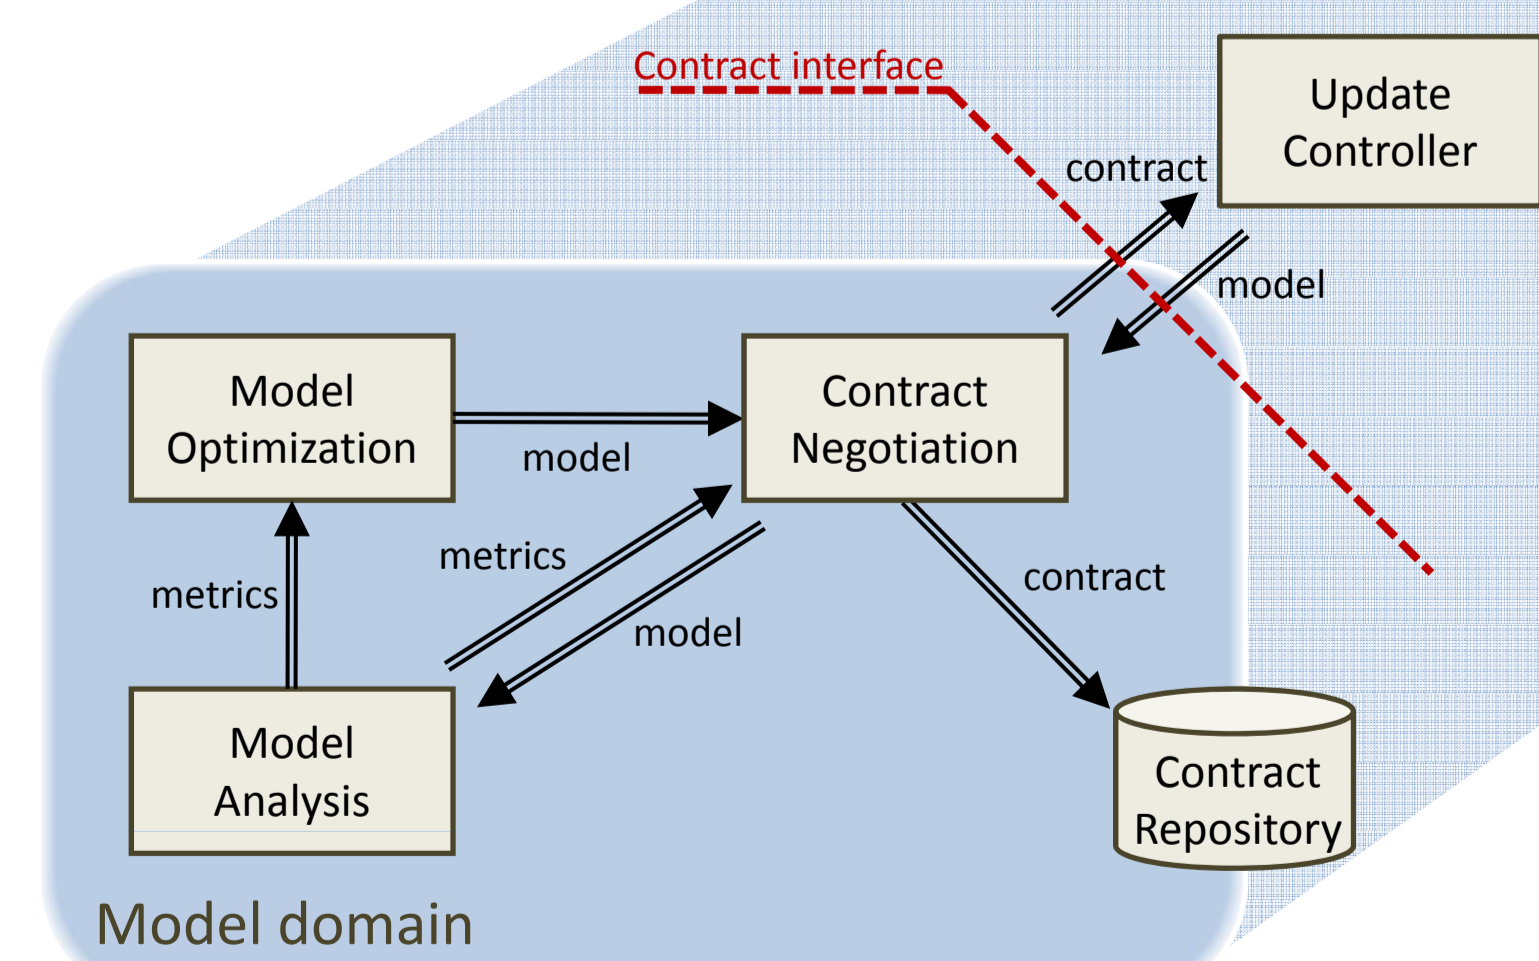 Contract interface
Update
Controller
contract
model
Model
Optimization
model
Contract
Negotiation
metrics
metrics
model
contract
Model
Analysis
Contract
Repository
Model domain